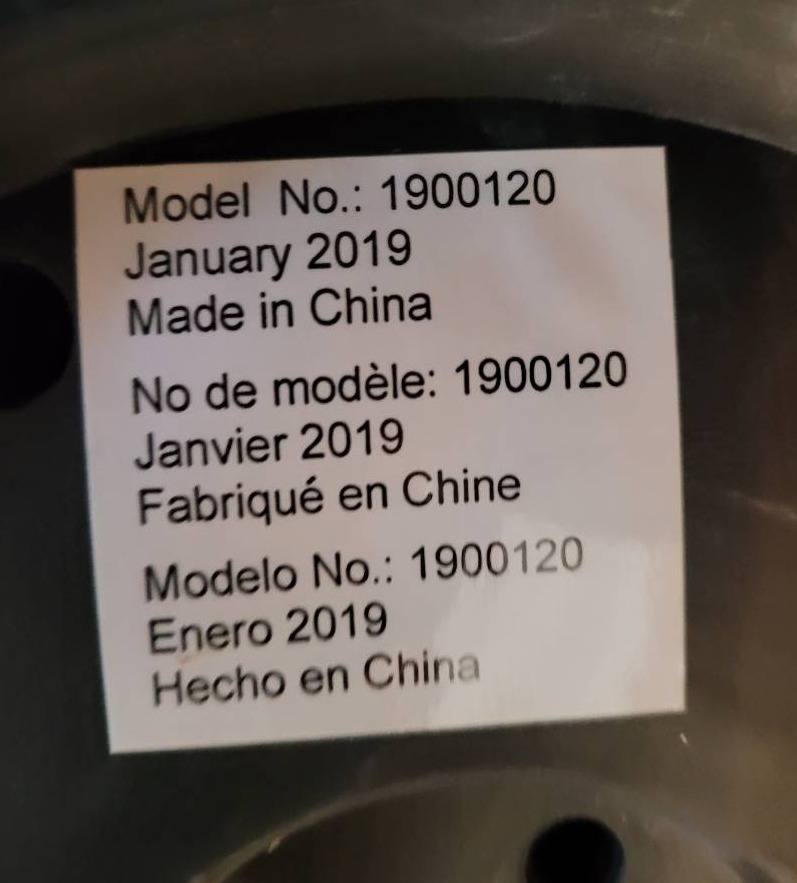 Model No.: 1900120
January 2019
Made in China
No de modèle: 1900120
Janvier 2019
Fabriqué en Chine
Modelo No.: 1900120
Enero 2019
Hecho en China